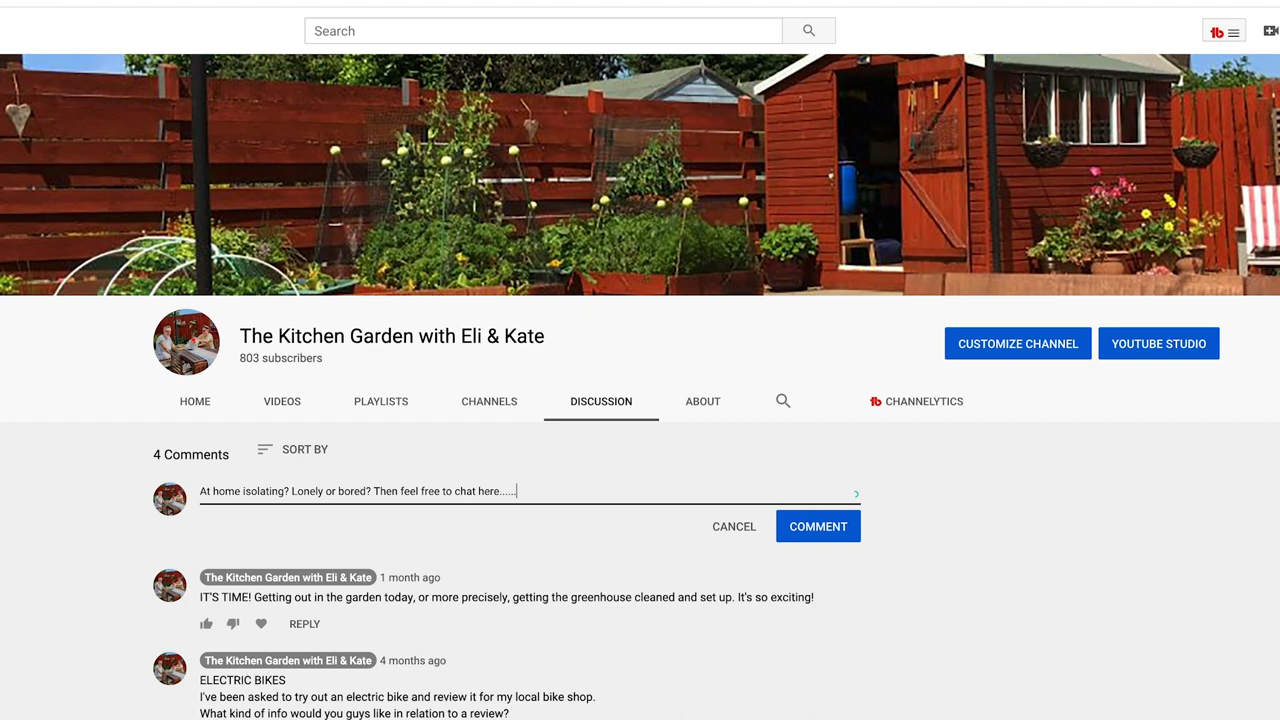 Search
The Kitchen Garden with Eli & Kate
803 subscribers
CUSTOMIZE CHANNEL
YOUTUBE STUDIO
HOME
VIDEOS
PLAYLISTS
CHANNELS
DISCUSSION
ABOUT
tb CHANNELYTICS
4 Comments
SORT BY
At home isolating? Lonely or bored? Then feel free to chat here......
CANCEL
COMMENT
The Kitchen Garden with Eli & Kate 1 month ago
IT'S TIME! Getting out in the garden today, or more precisely, getting the greenhouse cleaned and set up. It's so exciting!
REPLY
The Kitchen Garden with Eli & Kate 4 months ago
ELECTRIC BIKES
I've been asked to try out an electric bike and review it for my local bike shop.
What kind of info would you guys like in relation to a review?